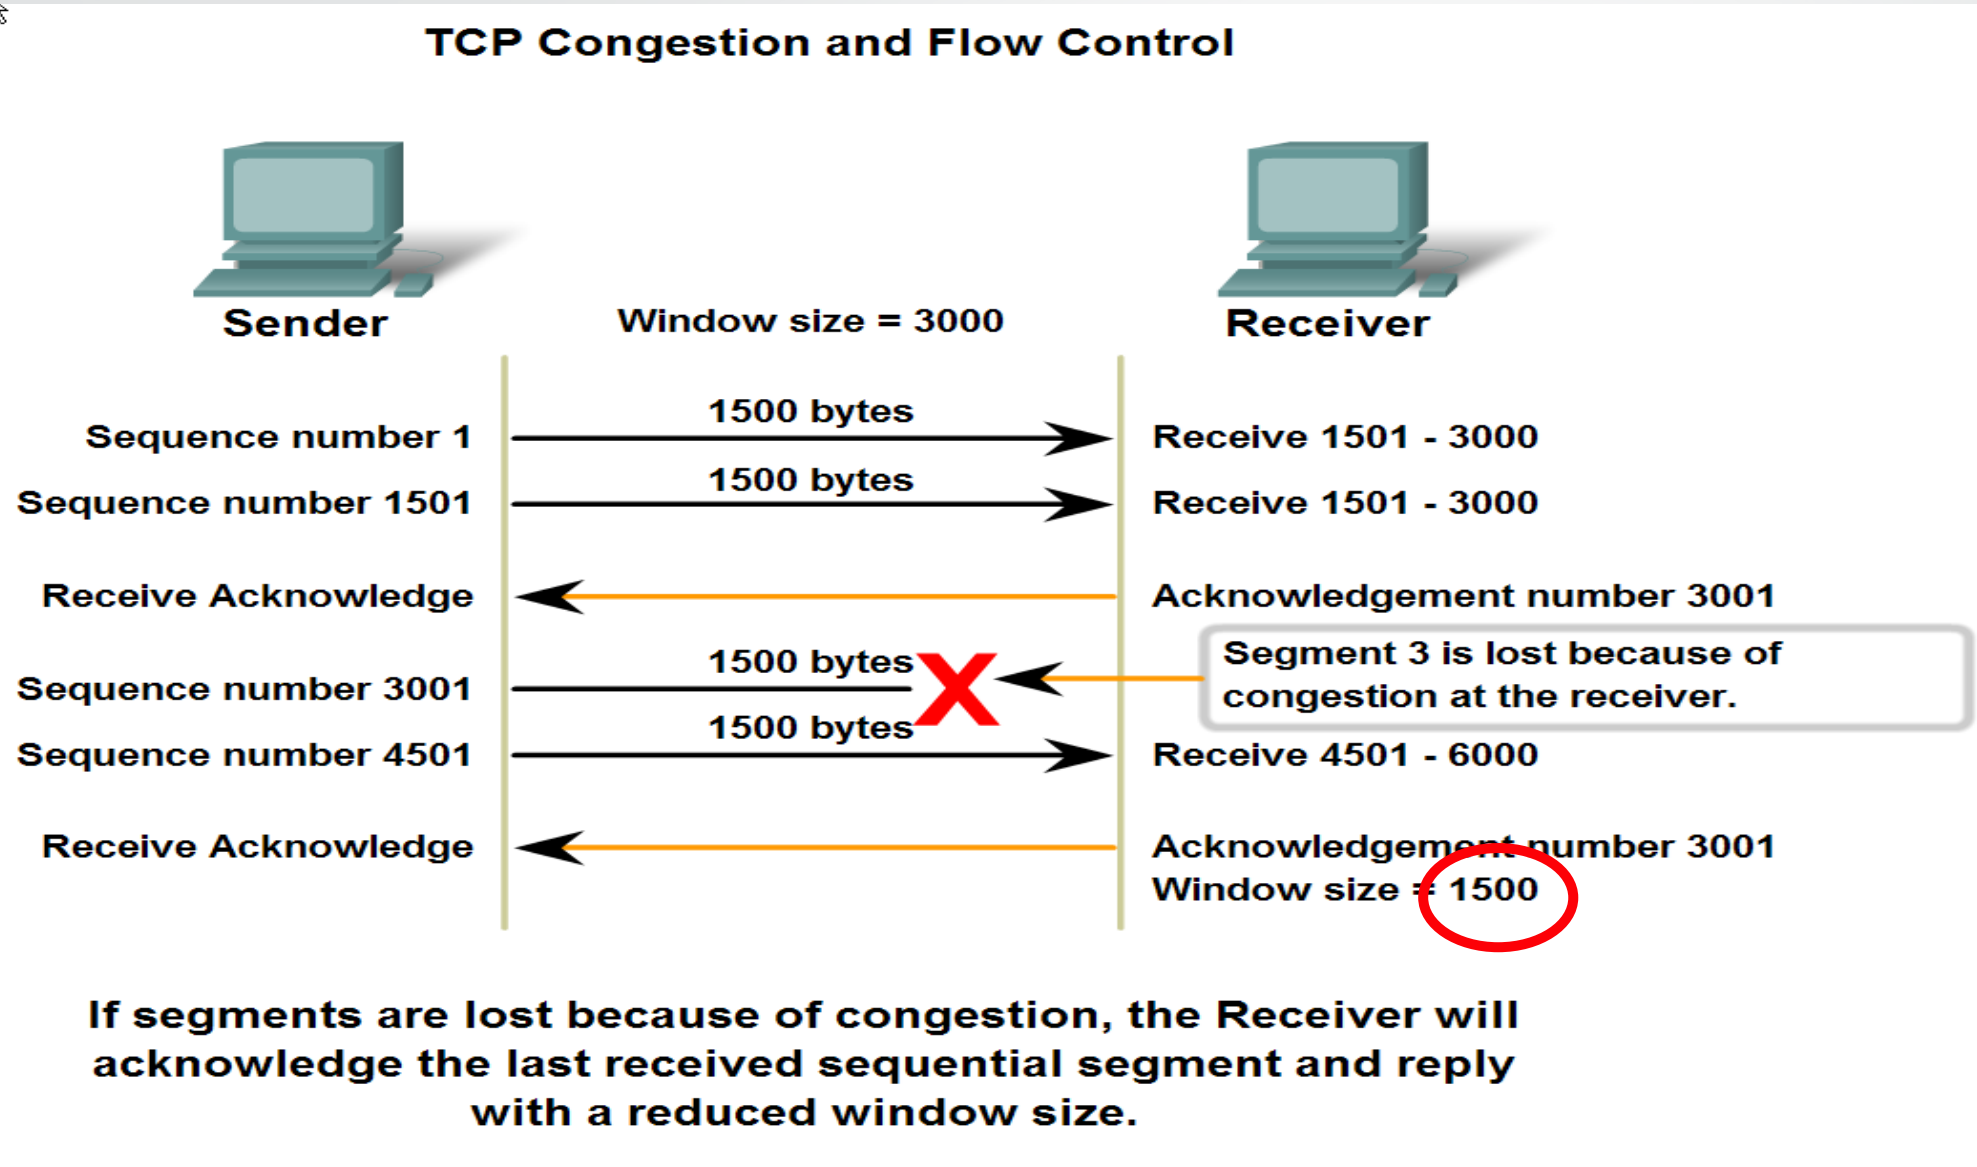 TCP Congestion and Flow Control
Sender
Window size = 3000
Receiver
1500 bytes
Sequence number 1
Receive 1501 - 3000
1500 bytes
Sequence number 1501
Receive 1501 - 3000
Receive Acknowledge
Acknowledgement number 3001
Segment 3 is lost because of
congestion at the receiver.
1500 bytes
Sequence number 3001
1500 bytes
Sequence number 4501
Receive 4501 - 6000
Receive Acknowledge
Acknowledgement number 3001
Window size = 1500
If segments are lost because of congestion, the Receiver will
acknowledge the last received sequential segment and reply
with a reduced window size.